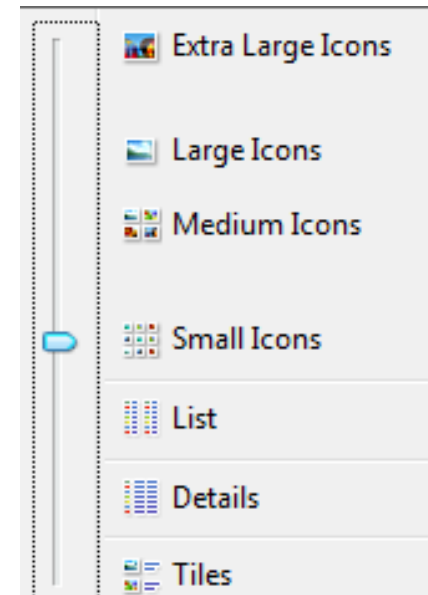 Extra Large Icons
Large Icons
Medium Icons
Small Icons
List
Details
Tiles